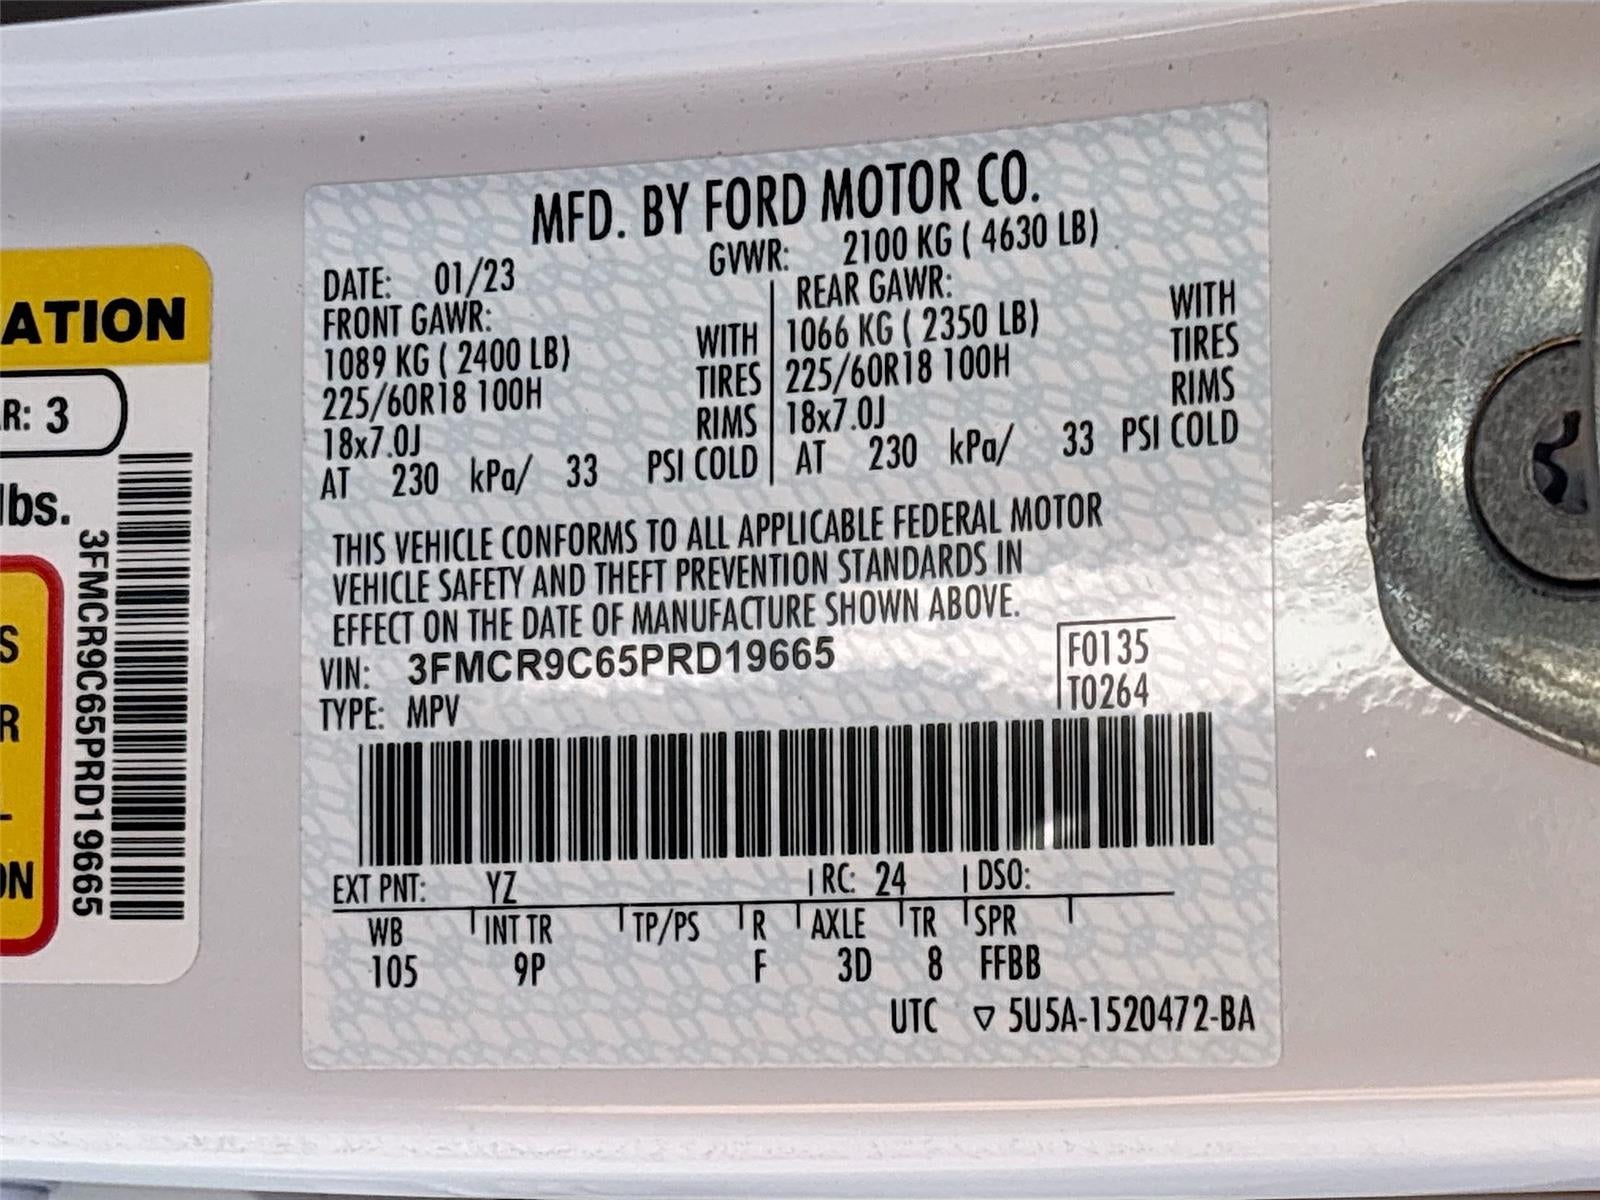 ATION
R: 3
lbs.
3FMCR9C65PRD19665
S
R
L
ON
MFD. BY FORD MOTOR CO.
DATE: 01/23 GVWR: 2100 KG ( 4630 LB)
FRONT GAWR: REAR GAWR:
1089 KG ( 2400 LB) WITH 1066 KG ( 2350 LB) WITH
225/60R18 100H TIRES 225/60R18 100H TIRES
18x7.0J RIMS 18x7.0J RIMS
AT 230 kPa/ 33 PSI COLD AT 230 kPa/ 33 PSI COLD
THIS VEHICLE CONFORMS TO ALL APPLICABLE FEDERAL MOTOR
VEHICLE SAFETY AND THEFT PREVENTION STANDARDS IN
EFFECT ON THE DATE OF MANUFACTURE SHOWN ABOVE.
VIN: 3FMCR9C65PRD19665 F0135
TYPE: MPV T0264
EXT PNT: YZ RC: 24 DSO:
WB INT TR TP/PS R AXLE TR SPR
105 9P F 3D 8 FFBB
UTC ▽ 5U5A-1520472-BA